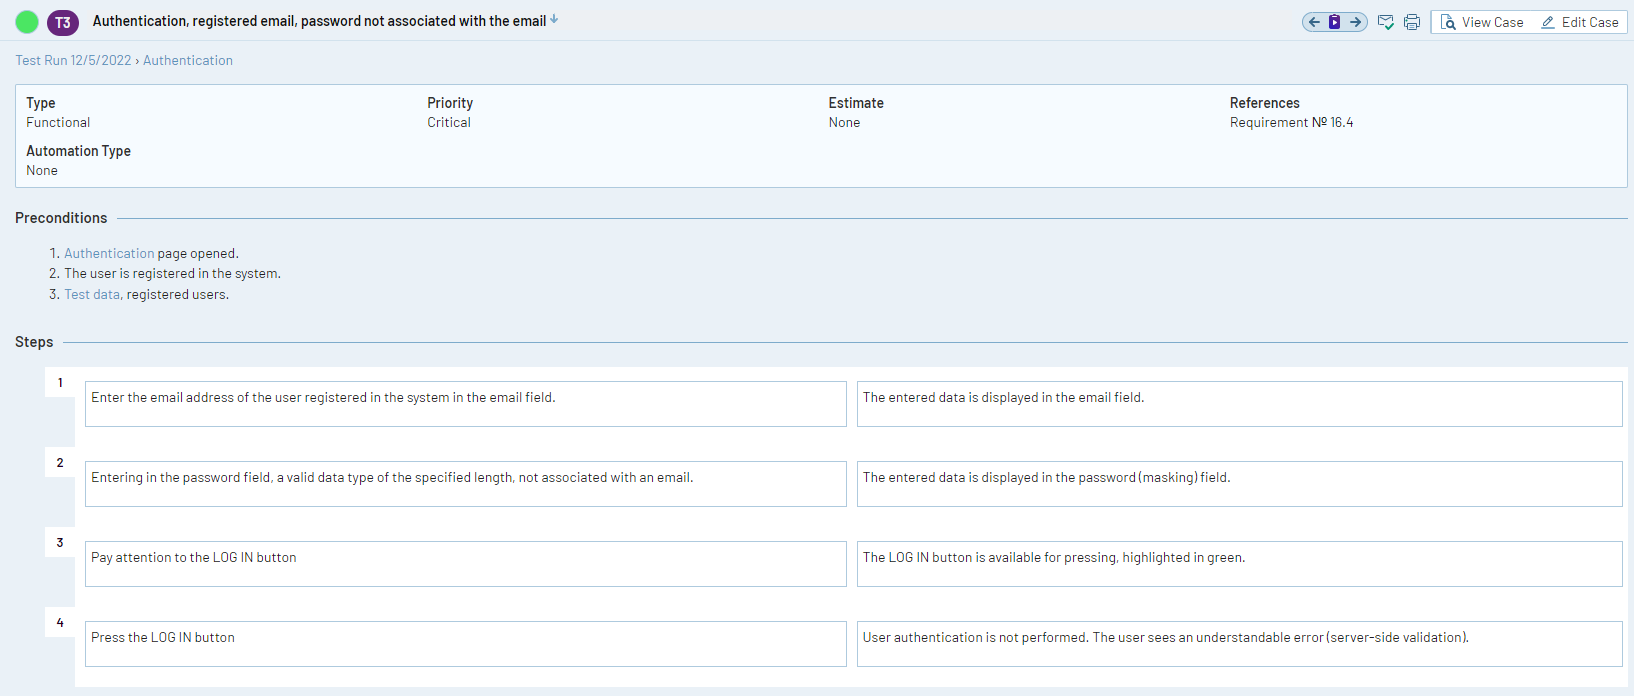 T3 Authentication, registered email, password not associated with the email
View Case Edit Case
Test Run 12/5/2022 › Authentication
Type Priority Estimate References
Functional Critical None Requirement № 16.4
Automation Type
None
Preconditions
1. Authentication page opened.
2. The user is registered in the system.
3. Test data, registered users.
Steps
1 Enter the email address of the user registered in the system in the email field. The entered data is displayed in the email field.
2 Entering in the password field, a valid data type of the specified length, not associated with an email. The entered data is displayed in the password (masking) field.
3 Pay attention to the LOG IN button The LOG IN button is available for pressing, highlighted in green.
4 Press the LOG IN button User authentication is not performed. The user sees an understandable error (server-side validation).